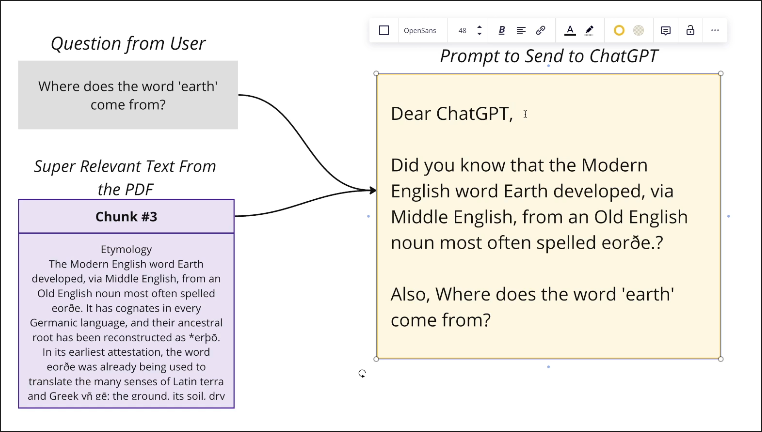 OpenSans
48
B
A
Question from User
Prompt to Send to ChatGPT
Where does the word 'earth'
come from?
Super Relevant Text From
the PDF
Chunk #3
Etymology
The Modern English word Earth
developed, via Middle English, from an
Old English noun most often spelled
eorðe. It has cognates in every
Germanic language, and their ancestral
root has been reconstructed as *erþō.
In its earliest attestation, the word
eorðe was already being used to
translate the many senses of Latin terra
and Greek γῆ gē: the ground, its soil, dry
Dear ChatGPT,
Did you know that the Modern
English word Earth developed, via
Middle English, from an Old English
noun most often spelled eorðe.?
Also, Where does the word 'earth'
come from?